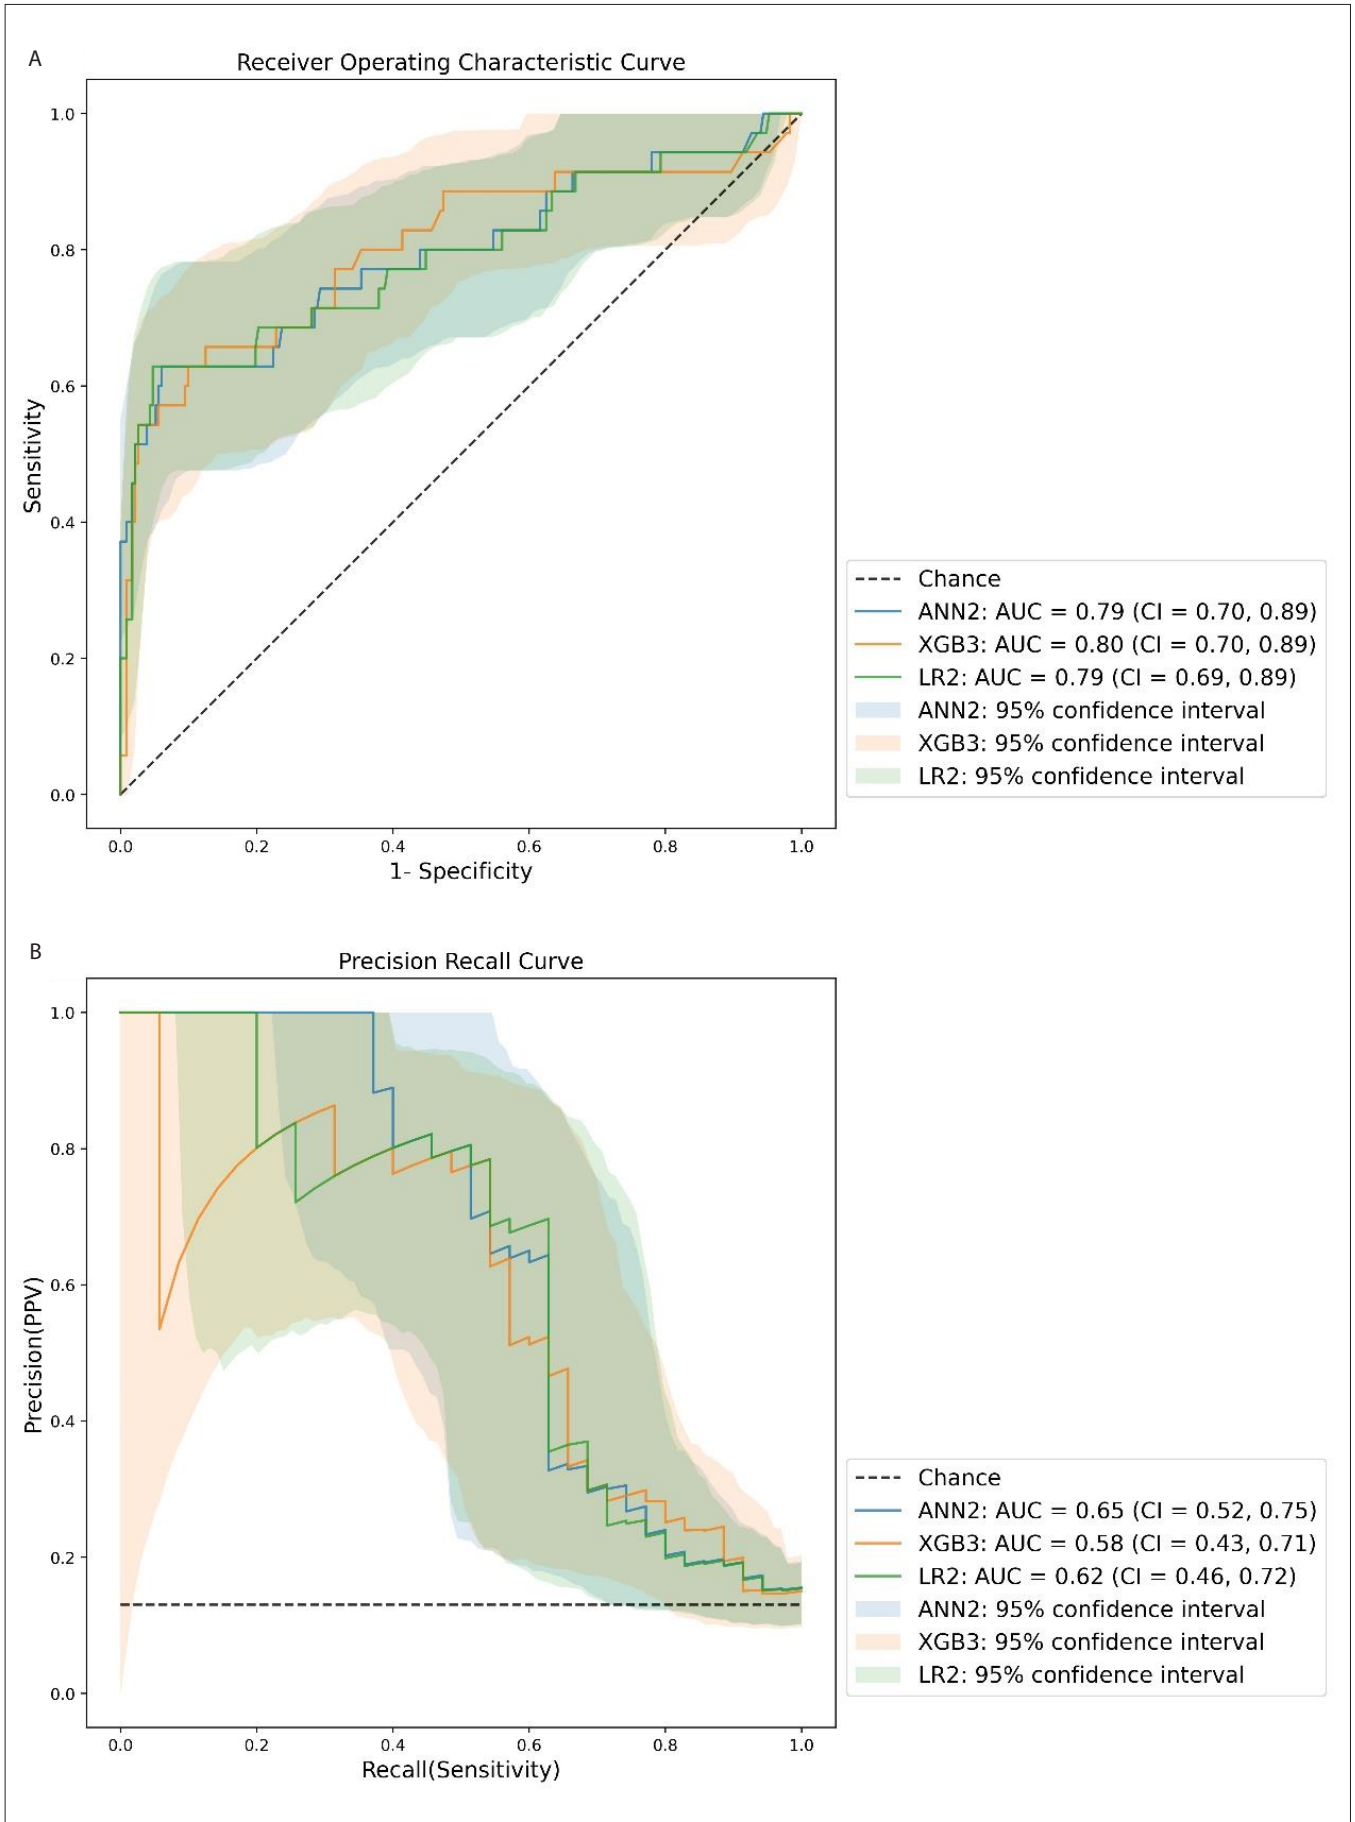 A
Receiver Operating Characteristic Curve
1.0
0.8
0.6
0.4
0.2
0.0
Sensitivity
0.0 0.2 0.4 0.6 0.8 1.0
1- Specificity
Chance
ANN2: AUC = 0.79 (CI = 0.70, 0.89)
XGB3: AUC = 0.80 (CI = 0.70, 0.89)
LR2: AUC = 0.79 (CI = 0.69, 0.89)
ANN2: 95% confidence interval
XGB3: 95% confidence interval
LR2: 95% confidence interval
B
Precision Recall Curve
1.0
0.8
0.6
0.4
0.2
0.0
Precision(PPV)
0.0 0.2 0.4 0.6 0.8 1.0
Recall(Sensitivity)
Chance
ANN2: AUC = 0.65 (CI = 0.52, 0.75)
XGB3: AUC = 0.58 (CI = 0.43, 0.71)
LR2: AUC = 0.62 (CI = 0.46, 0.72)
ANN2: 95% confidence interval
XGB3: 95% confidence interval
LR2: 95% confidence interval